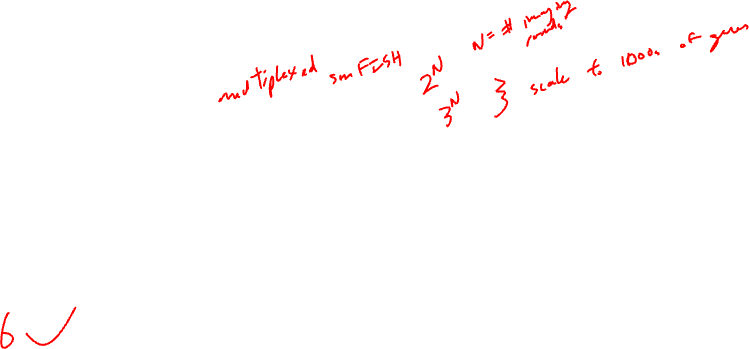 multiplexed smFISH 2^N N = # imaging rounds
3^N } scale to 1000s of genes
6 ✓